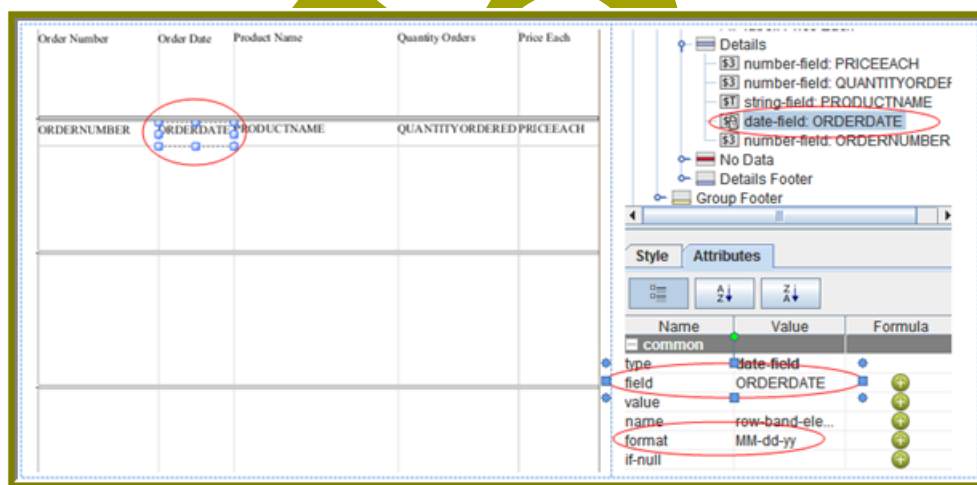 Order Number Order Date Product Name Quantity Orders Price Each
ORDERNUMBER ORDERDATE PRODUCTNAME QUANTITYORDERED PRICEEACH
Details
number-field: PRICEEACH
number-field: QUANTITYORDEF
string-field: PRODUCTNAME
date-field: ORDERDATE
number-field: ORDERNUMBER
No Data
Details Footer
Group Footer
Style Attributes
Name Value Formula
common
type date-field
field ORDERDATE
value
name row-band-ele...
format MM-dd-yy
if-null